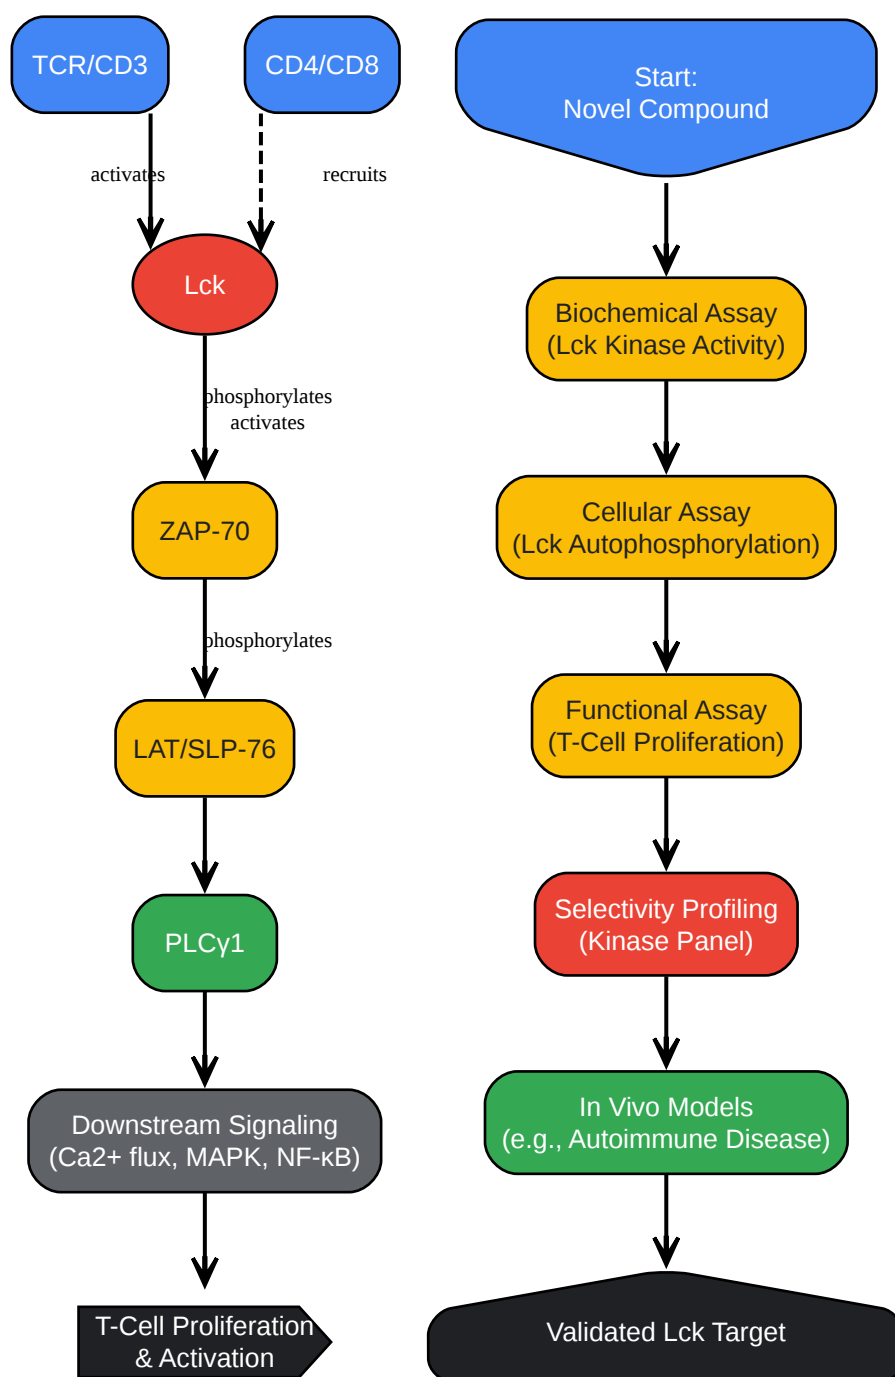 TCR/CD3
CD4/CD8
activates
recruits
Lck
phosphorylates
activates
ZAP-70
phosphorylates
LAT/SLP-76
PLCγ1
Downstream Signaling
(Ca2+ flux, MAPK, NF-κB)
T-Cell Proliferation
& Activation
Start:
Novel Compound
Biochemical Assay
(Lck Kinase Activity)
Cellular Assay
(Lck Autophosphorylation)
Functional Assay
(T-Cell Proliferation)
Selectivity Profiling
(Kinase Panel)
In Vivo Models
(e.g., Autoimmune Disease)
Validated Lck Target